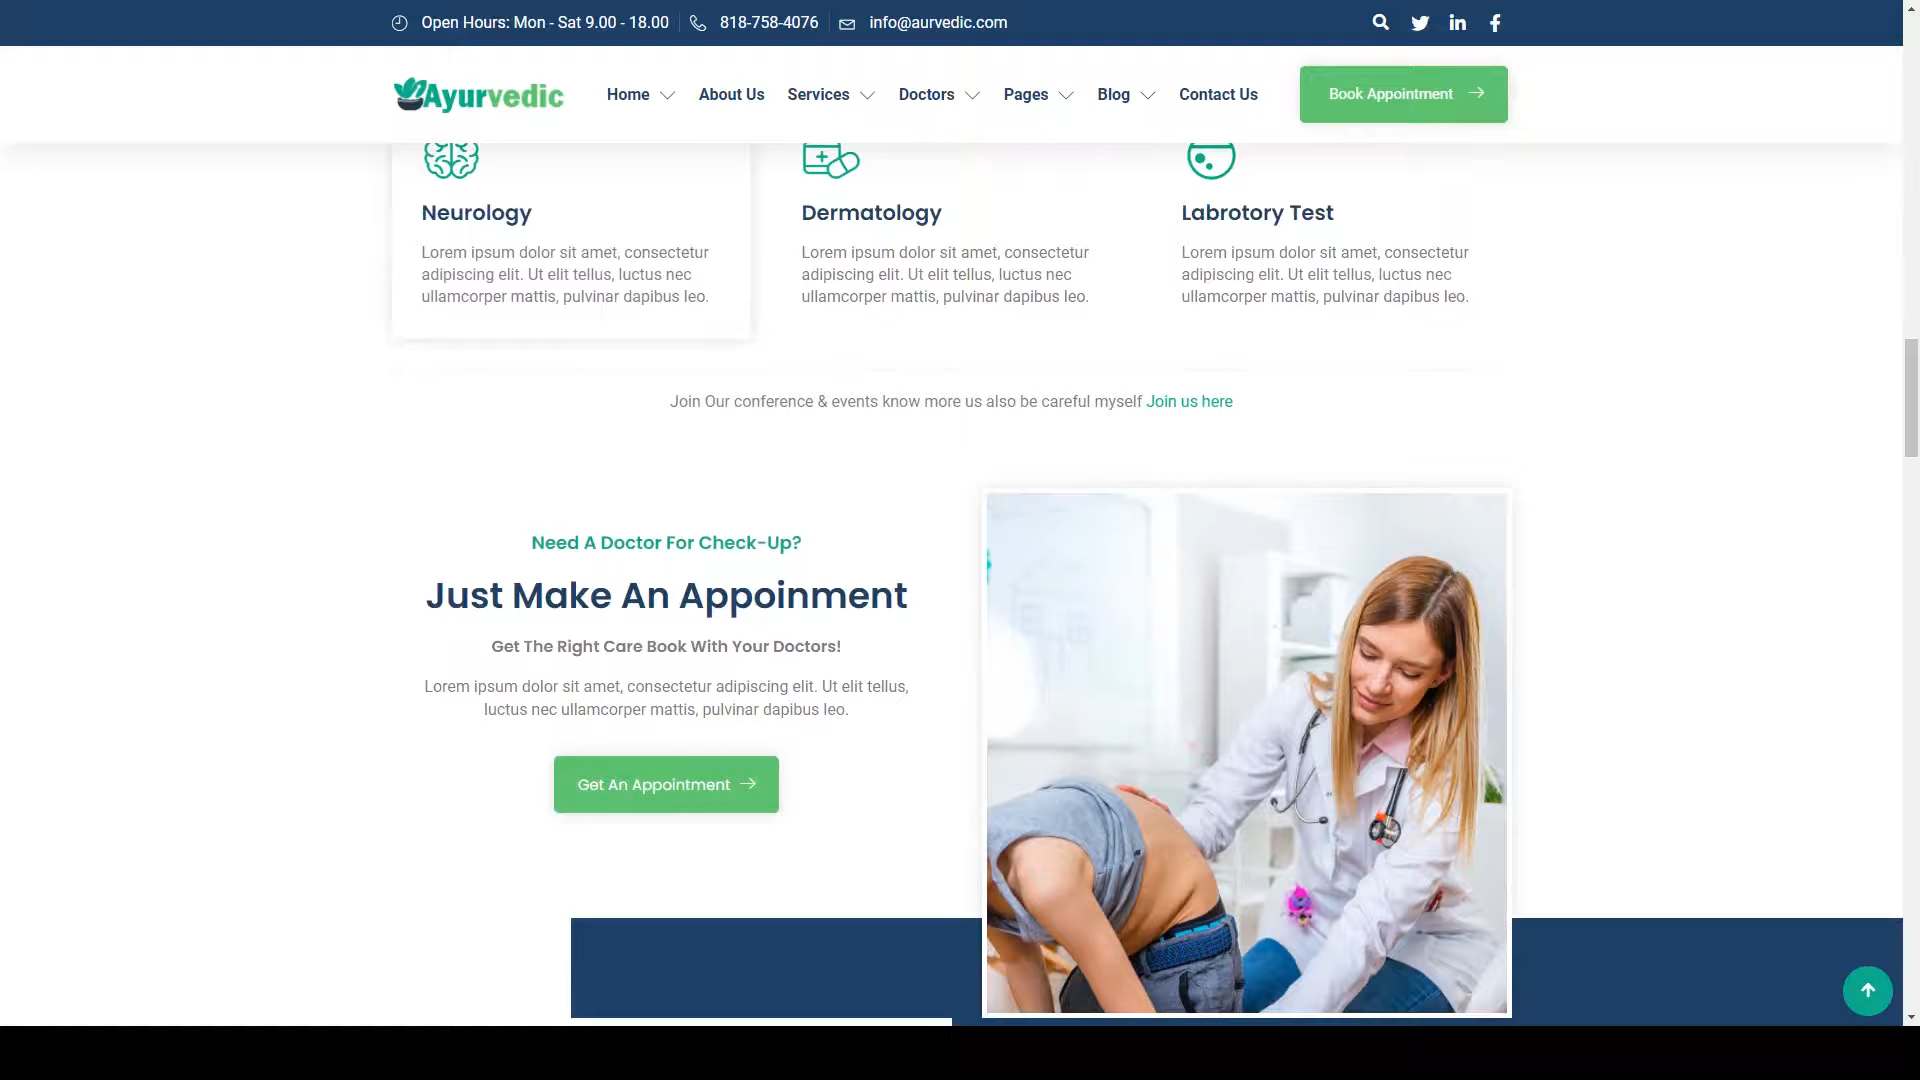 Open Hours: Mon - Sat 9.00 - 18.00
818-758-4076
info@aurvedic.com
Ayurvedic
Home
About Us
Services
Doctors
Pages
Blog
Contact Us
Book Appointment
Neurology
Lorem ipsum dolor sit amet, consectetur
adipiscing elit. Ut elit tellus, luctus nec
ullamcorper mattis, pulvinar dapibus leo.
Dermatology
Lorem ipsum dolor sit amet, consectetur
adipiscing elit. Ut elit tellus, luctus nec
ullamcorper mattis, pulvinar dapibus leo.
Labrotory Test
Lorem ipsum dolor sit amet, consectetur
adipiscing elit. Ut elit tellus, luctus nec
ullamcorper mattis, pulvinar dapibus leo.
Join Our conference & events know more us also be careful myself Join us here
Need A Doctor For Check-Up?
Just Make An Appoinment
Get The Right Care Book With Your Doctors!
Lorem ipsum dolor sit amet, consectetur adipiscing elit. Ut elit tellus,
luctus nec ullamcorper mattis, pulvinar dapibus leo.
Get An Appointment